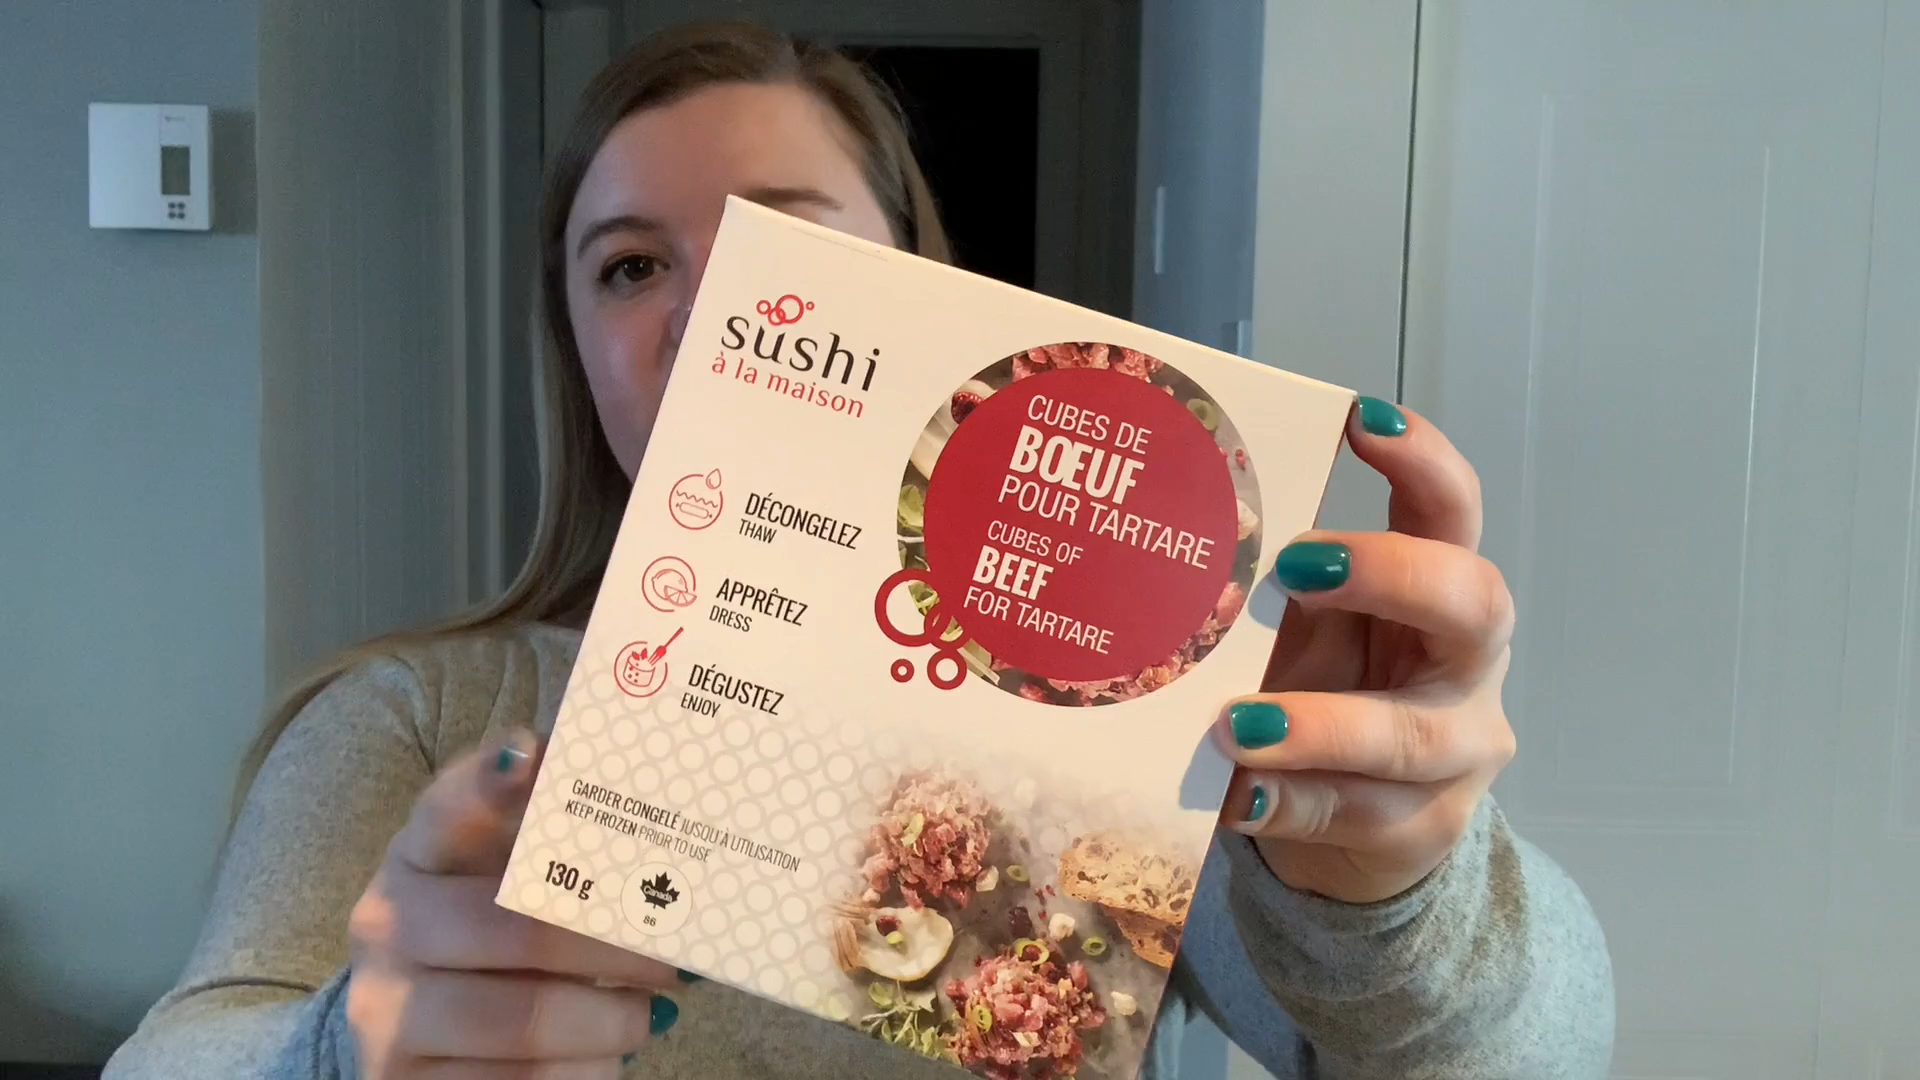 sushi
à la maison
CUBES DE
BŒUF
POUR TARTARE
CUBES OF
BEEF
FOR TARTARE
DÉCONGELEZ
THAW
APPRÊTEZ
DRESS
DÉGUSTEZ
ENJOY
GARDER CONGELÉ JUSQU'À UTILISATION
KEEP FROZEN PRIOR TO USE
130 g
Canada
86